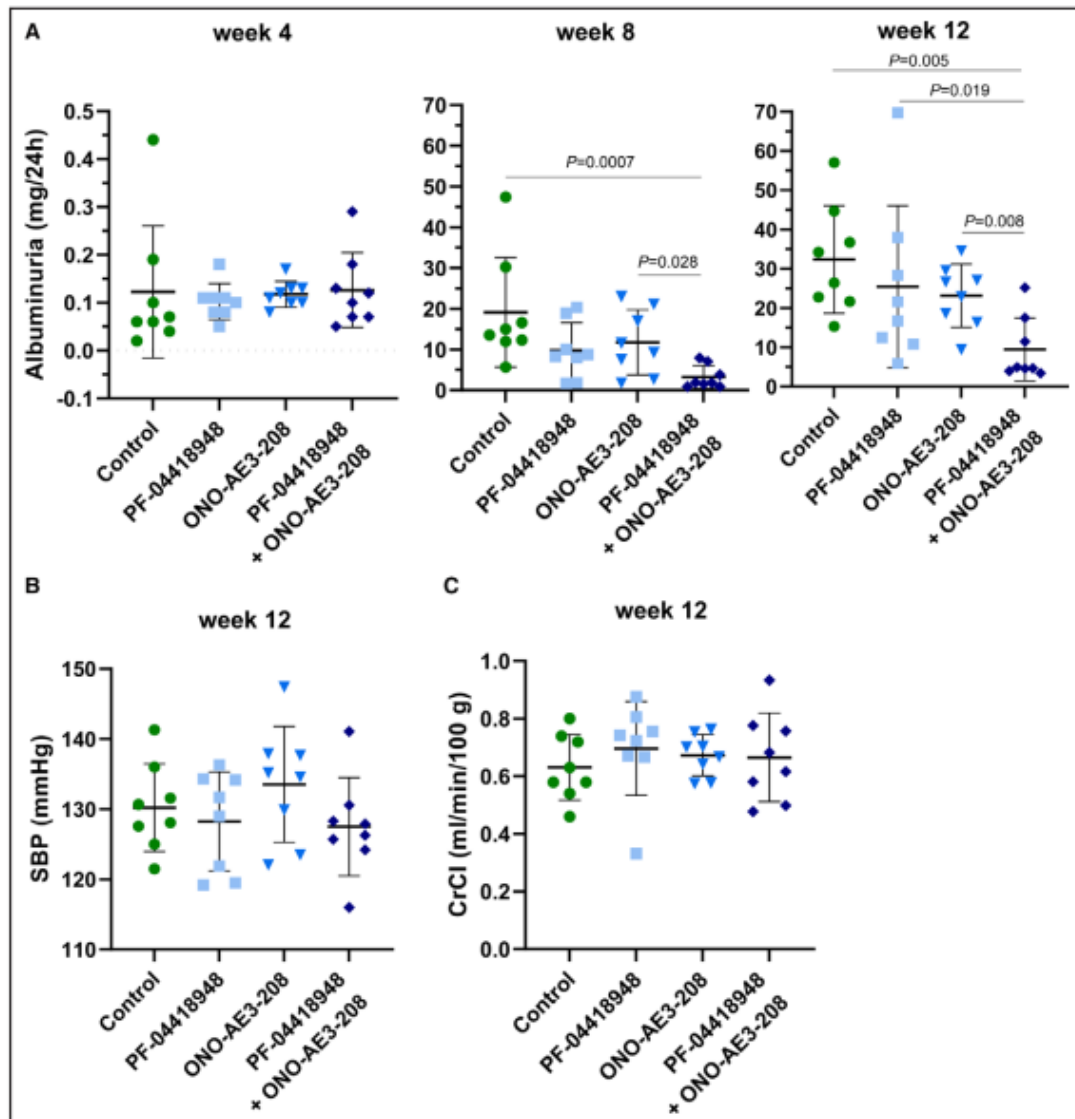 A
week 4
week 8
week 12
P=0.005
P=0.019
P=0.0007
P=0.028
P=0.008
Albuminuria (mg/24h)
0.5
0.4
0.3
0.2
0.1
0.0
-0.1
70
60
50
40
30
20
10
0
70
60
50
40
30
20
10
0
Control
PF-04418948
ONO-AE3-208
PF-04418948
+ ONO-AE3-208
Control
PF-04418948
ONO-AE3-208
PF-04418948
+ ONO-AE3-208
Control
PF-04418948
ONO-AE3-208
PF-04418948
+ ONO-AE3-208
B
week 12
SBP (mmHg)
150
140
130
120
110
Control
PF-04418948
ONO-AE3-208
PF-04418948
+ ONO-AE3-208
C
week 12
CrCl (ml/min/100 g)
1.0
0.8
0.6
0.4
0.2
0.0
Control
PF-04418948
ONO-AE3-208
PF-04418948
+ ONO-AE3-208